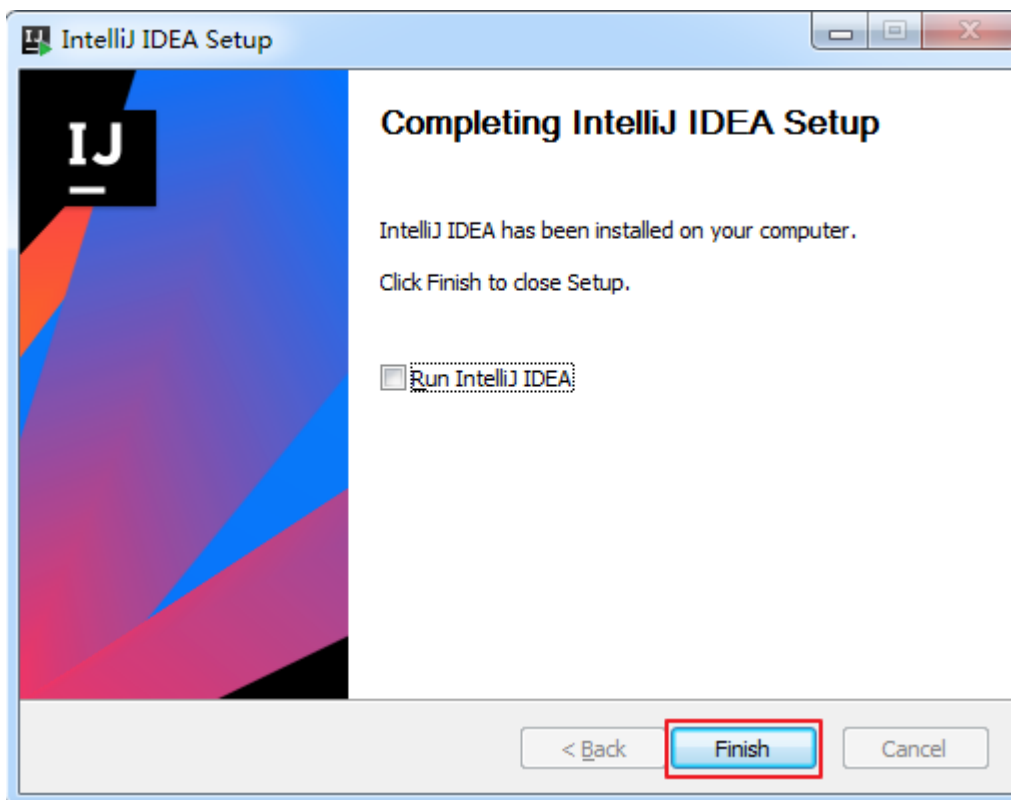 IntelliJ IDEA Setup
IJ
Completing IntelliJ IDEA Setup
IntelliJ IDEA has been installed on your computer.
Click Finish to close Setup.
Run IntelliJ IDEA
< Back
Finish
Cancel